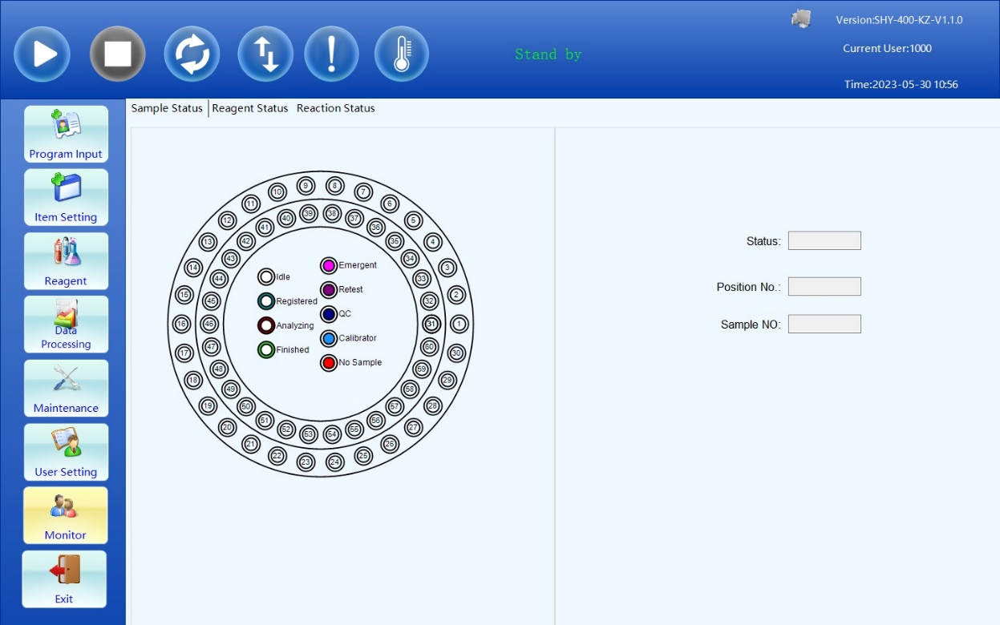 Version:SHY-400-KZ-V1.1.0
Stand by
Current User:1000
Time:2023-05-30 10:56
Program Input
Item Setting
Reagent
Data
Processing
Maintenance
User Setting
Monitor
Exit
Sample Status
Reagent Status
Reaction Status
1
2
3
4
5
6
7
8
9
10
11
12
13
14
15
16
17
18
19
20
21
22
23
24
25
26
27
28
29
30
31
32
33
34
35
36
37
38
39
40
41
42
43
44
45
46
47
48
49
50
51
52
53
54
55
56
57
58
59
60
Idle
Registered
Analyzing
Finished
Emergent
Retest
QC
Calibrator
No Sample
Status:
Position No.:
Sample NO: